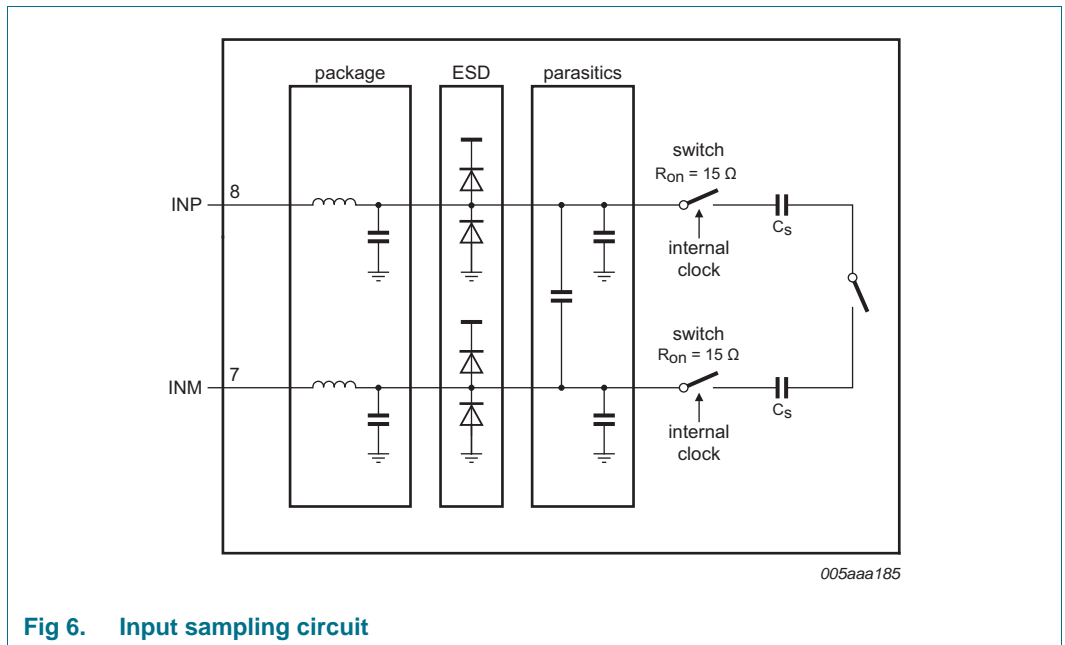 package
ESD
parasitics
switch
Ron = 15 Ω
INP
8
internal
clock
Cs
switch
Ron = 15 Ω
INM
7
internal
clock
Cs
005aaa185
Fig 6. Input sampling circuit